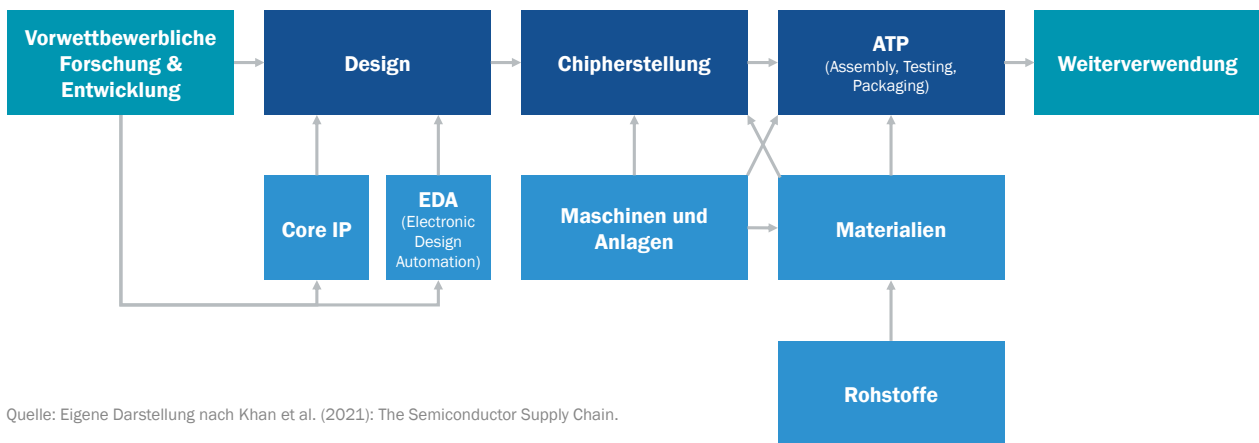 Vorwettbewerbliche
Forschung &
Entwicklung
Design
Chipherstellung
ATP
(Assembly, Testing,
Packaging)
Weiterverwendung
Core IP
EDA
(Electronic
Design
Automation)
Maschinen und
Anlagen
Materialien
Rohstoffe
Quelle: Eigene Darstellung nach Khan et al. (2021): The Semiconductor Supply Chain.